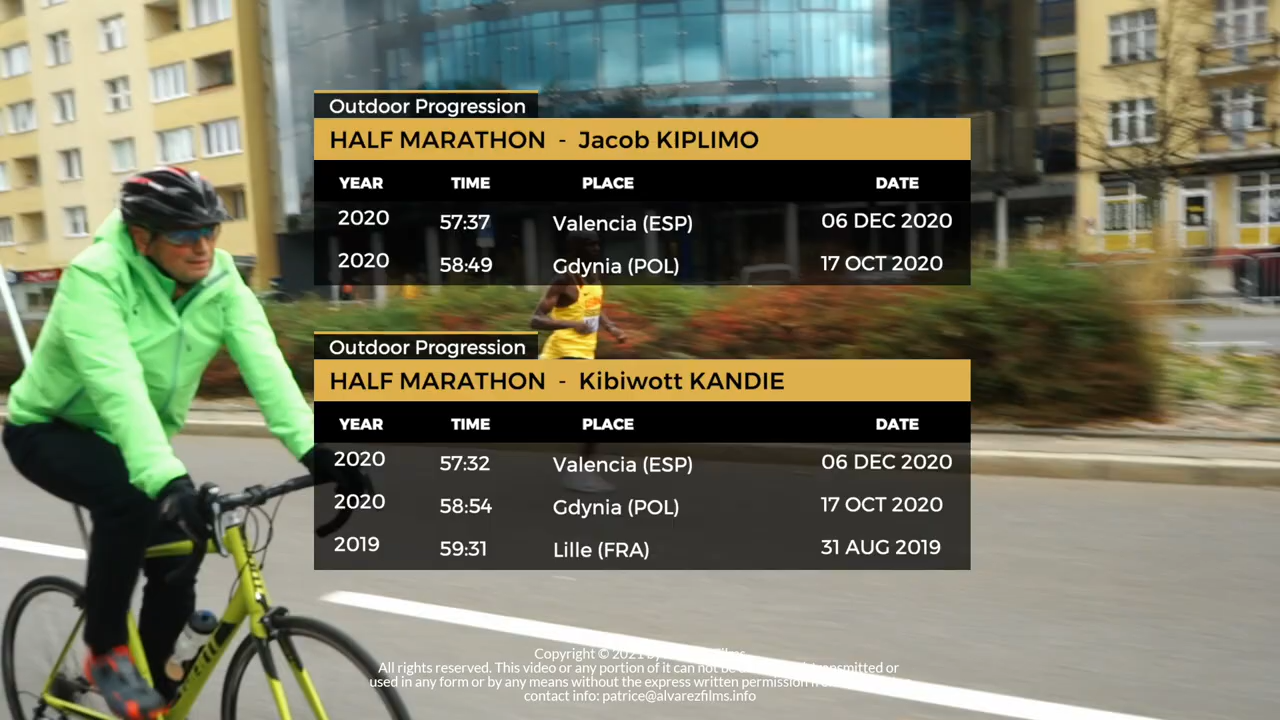 Outdoor Progression
HALF MARATHON - Jacob KIPLIMO
YEAR TIME PLACE DATE
2020 57:37 Valencia (ESP) 06 DEC 2020
2020 58:49 Gdynia (POL) 17 OCT 2020
Outdoor Progression
HALF MARATHON - Kibiwott KANDIE
YEAR TIME PLACE DATE
2020 57:32 Valencia (ESP) 06 DEC 2020
2020 58:54 Gdynia (POL) 17 OCT 2020
2019 59:31 Lille (FRA) 31 AUG 2019
Copyright © 2021
All rights reserved. This video or any portion of it can not transmitted or
used in any form or by any means without the express written permission
contact info: patrice@alvarezfilms.info